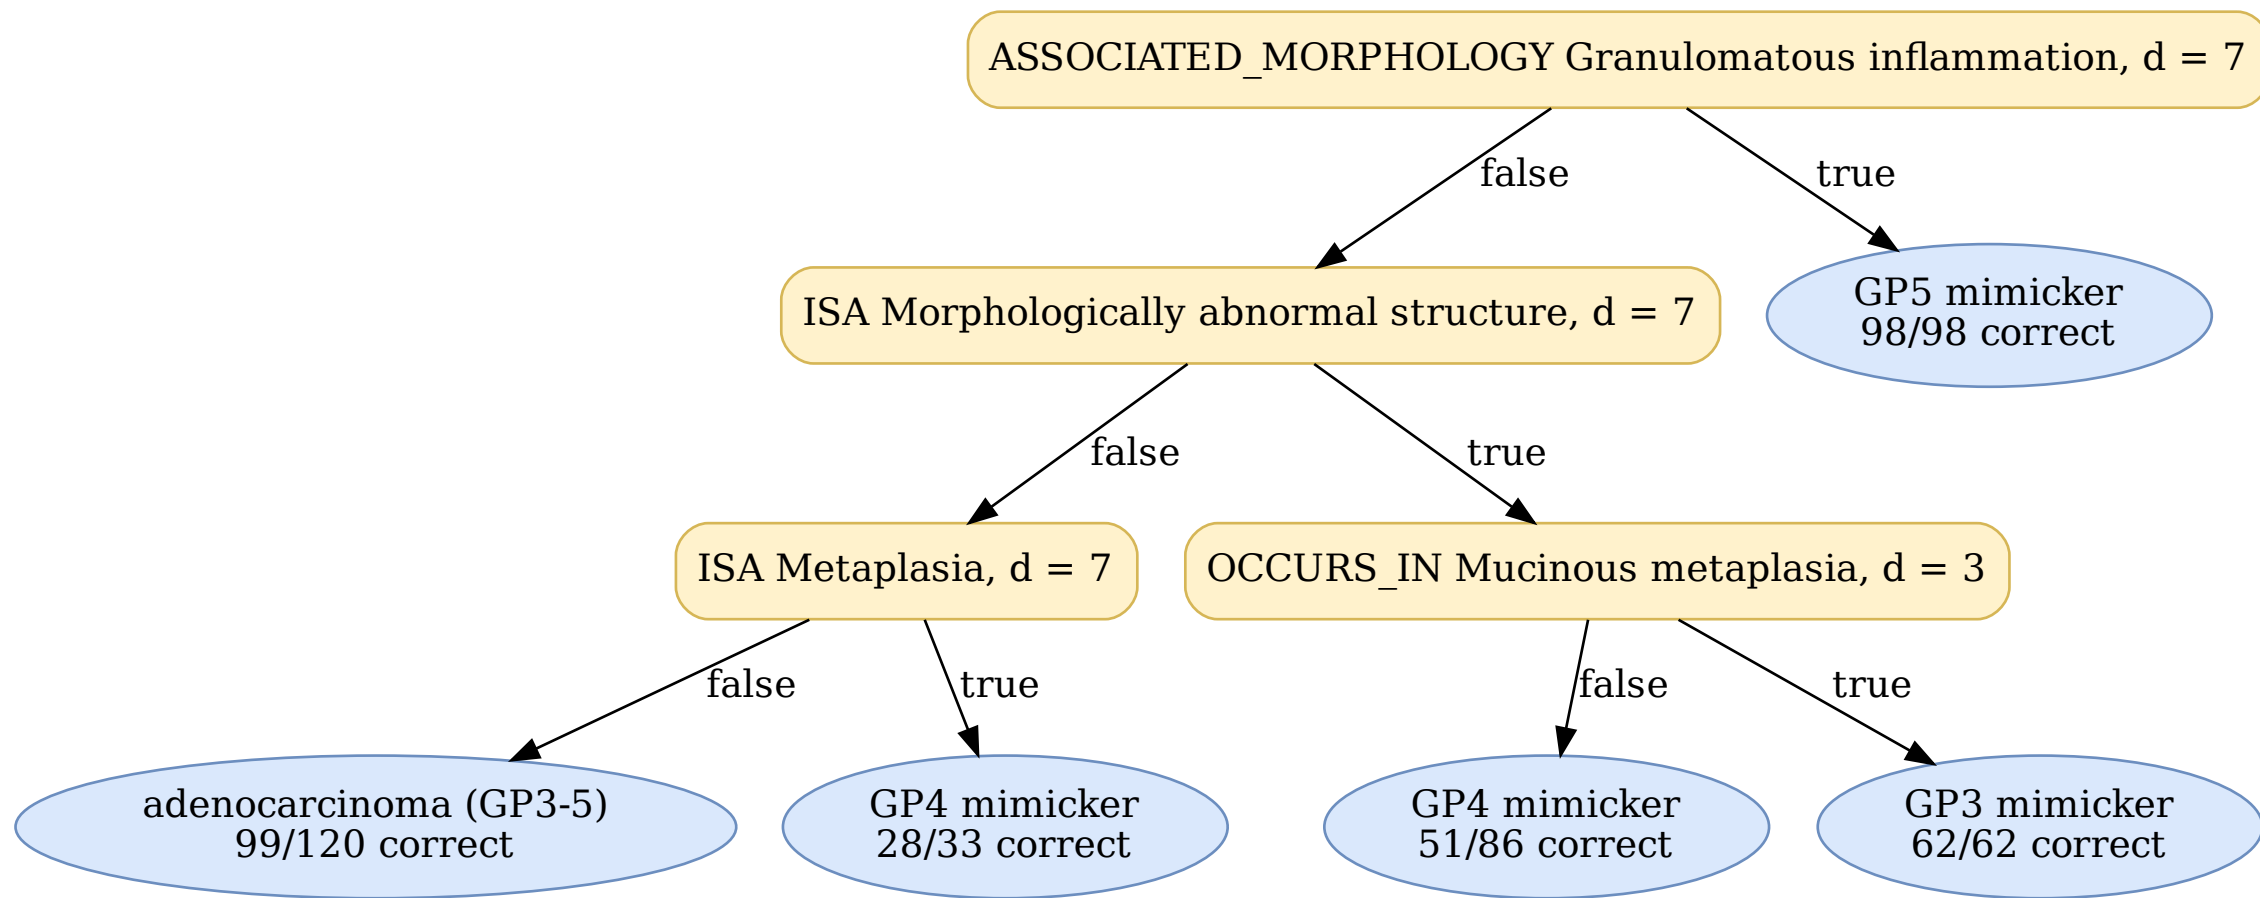 ASSOCIATED_MORPHOLOGY Granulomatous inflammation, d = 7
false
true
ISA Morphologically abnormal structure, d = 7
GP5 mimicker
98/98 correct
false
true
ISA Metaplasia, d = 7
OCCURS_IN Mucinous metaplasia, d = 3
false
true
false
true
adenocarcinoma (GP3-5)
99/120 correct
GP4 mimicker
28/33 correct
GP4 mimicker
51/86 correct
GP3 mimicker
62/62 correct